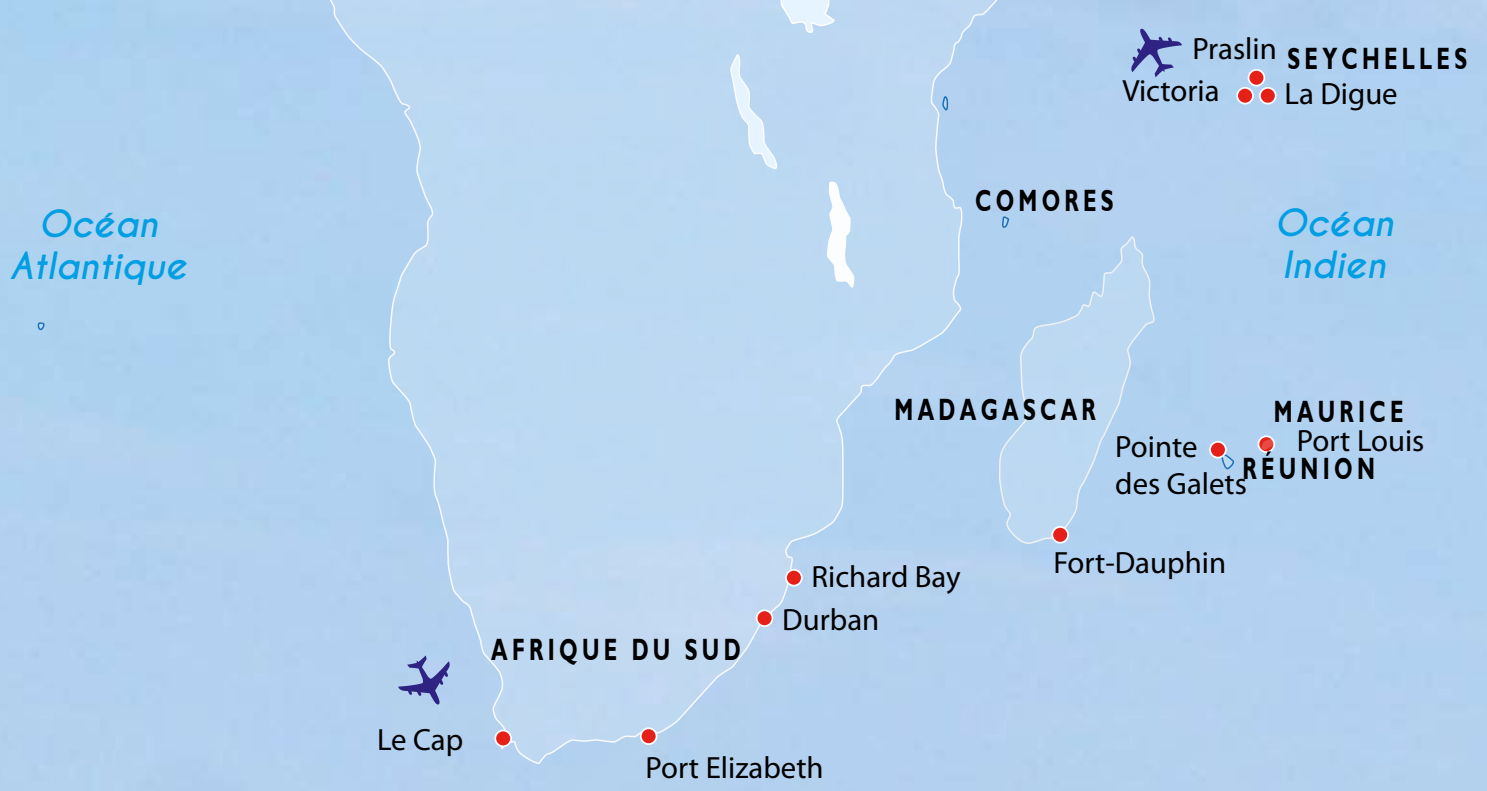 Praslin
SEYCHELLES
Victoria
La Digue
COMORES
Océan
Atlantique
Océan
Indien
MADAGASCAR
MAURICE
Port Louis
Pointe
des Galets
RÉUNION
Fort-Dauphin
Richard Bay
Durban
AFRIQUE DU SUD
Le Cap
Port Elizabeth